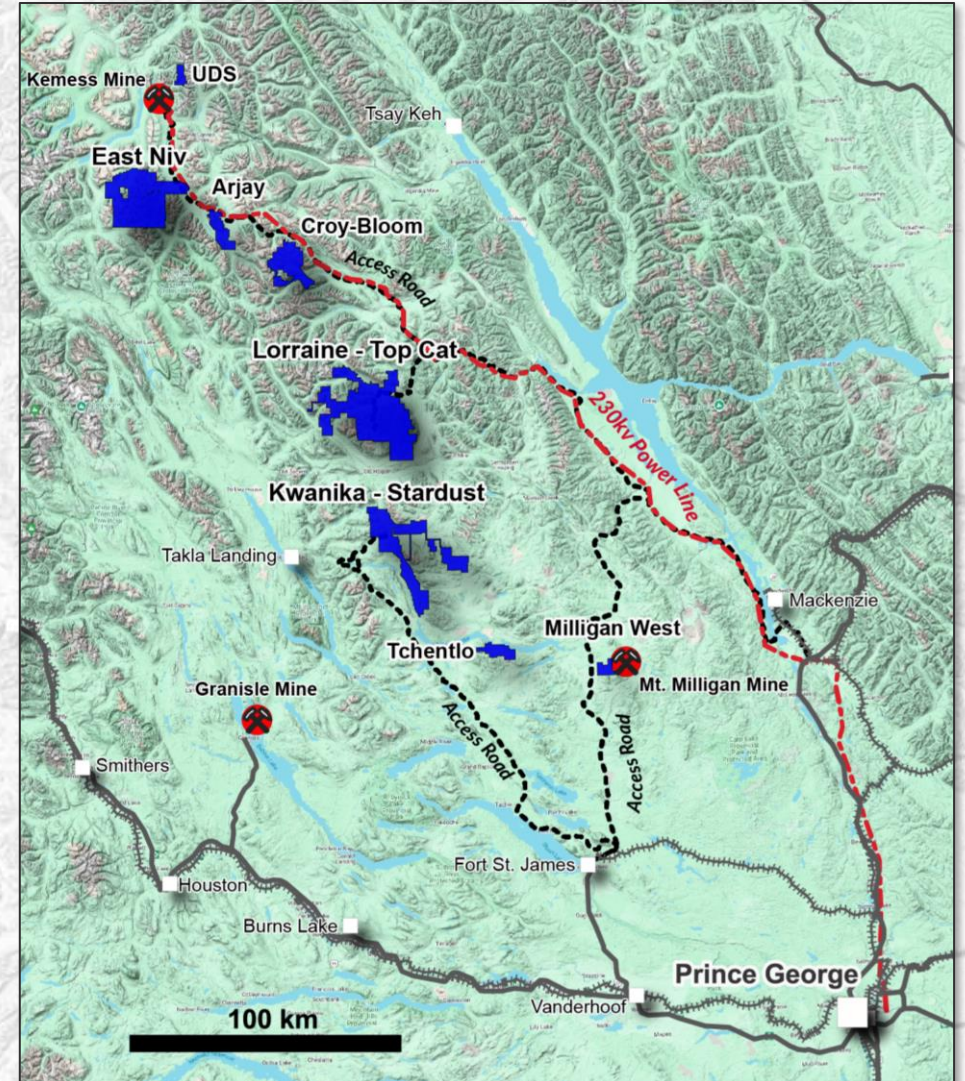 Kemess Mine
UDS
Tsay Keh
East Niv
Arjay
Croy-Bloom
Access Road
Lorraine - Top Cat
230kv Power Line
Kwanika - Stardust
Takla Landing
Mackenzie
Milligan West
Tchentlo
Mt. Milligan Mine
Granisle Mine
Access Road
Access Road
Smithers
Fort St. James
Houston
Burns Lake
Prince George
Vanderhoof
100 km